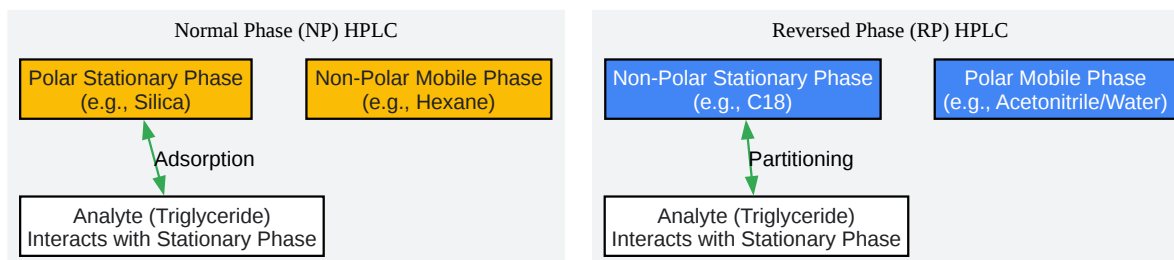 Normal Phase (NP) HPLC
Polar Stationary Phase
(e.g., Silica)
Non-Polar Mobile Phase
(e.g., Hexane)
Adsorption
Analyte (Triglyceride)
Interacts with Stationary Phase
Reversed Phase (RP) HPLC
Non-Polar Stationary Phase
(e.g., C18)
Polar Mobile Phase
(e.g., Acetonitrile/Water)
Partitioning
Analyte (Triglyceride)
Interacts with Stationary Phase